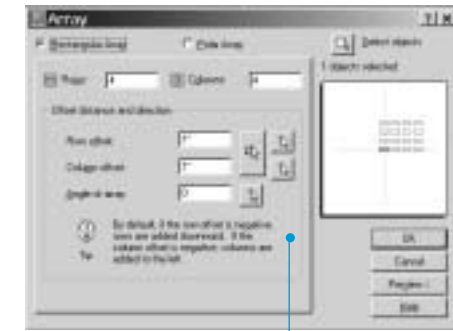 Array
Rectangular Array
Polar Array
Select objects
Rows: 4
Columns: 4
objects selected
Offset distance and direction
Row offset: 1"
Column offset: 1"
Angle of array: 0
By default, if the row offset is negative,
rows are added downward. If the
column offset is negative, columns are
added to the left.
Tip
OK
Cancel
Preview <
Help